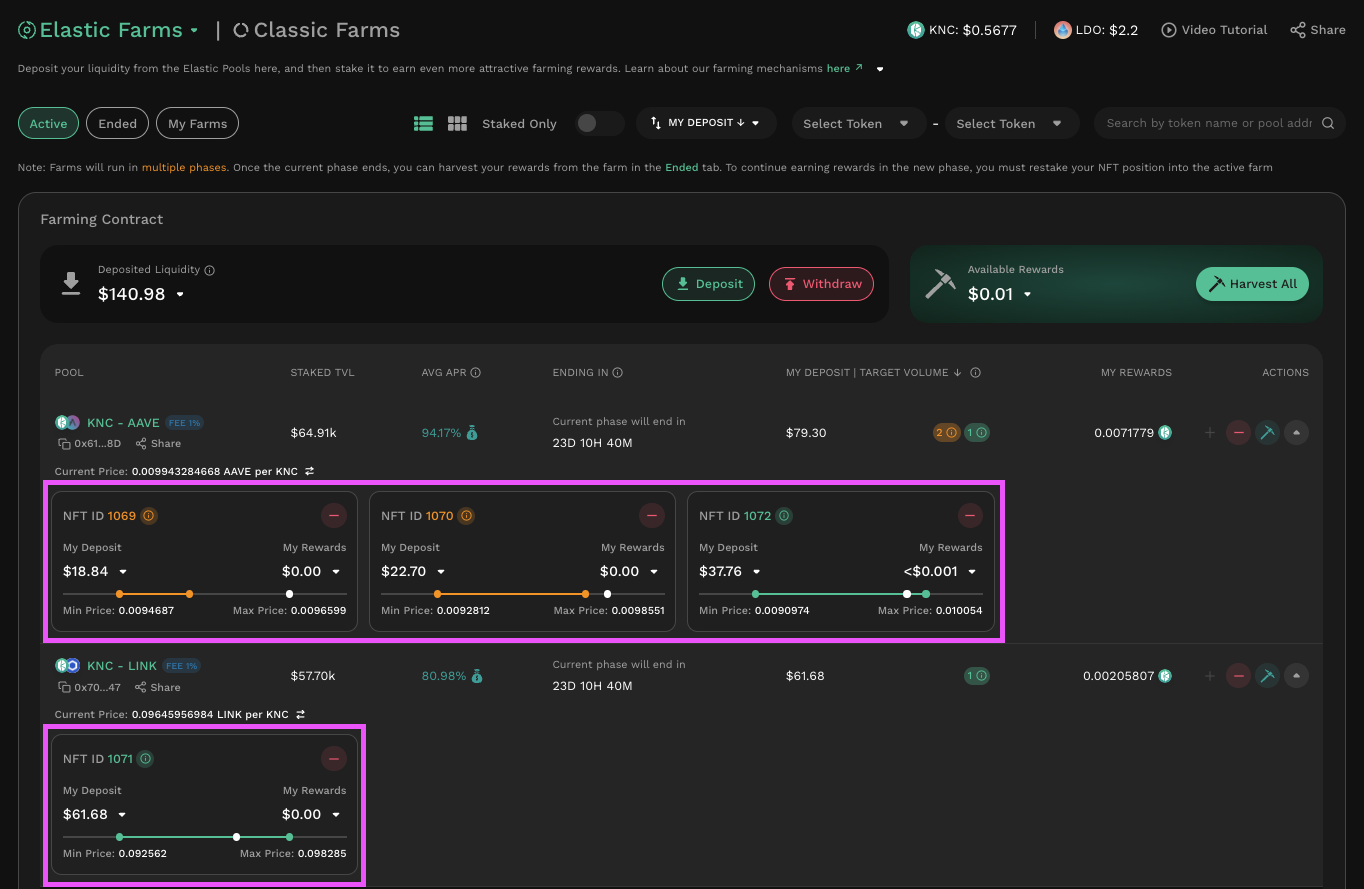 Elastic Farms | Classic Farms
KNC: $0.5677 LDO: $2.2 Video Tutorial Share
Deposit your liquidity from the Elastic Pools here, and then stake it to earn even more attractive farming rewards. Learn about our farming mechanisms here ↗
Active Ended My Farms Staked Only MY DEPOSIT ↓ Select Token - Select Token Search by token name or pool addr
Note: Farms will run in multiple phases. Once the current phase ends, you can harvest your rewards from the farm in the Ended tab. To continue earning rewards in the new phase, you must restake your NFT position into the active farm
Farming Contract
Deposited Liquidity
$140.98
Deposit Withdraw
Available Rewards
$0.01
Harvest All
POOL STAKED TVL AVG APR ENDING IN MY DEPOSIT | TARGET VOLUME ↓ MY REWARDS ACTIONS
KNC - AAVE FEE 1%
0x61...8D Share
$64.91k 94.17%
Current phase will end in
23D 10H 40M
$79.30 2 1 0.0071779
Current Price: 0.009943284668 AAVE per KNC
NFT ID 1069
My Deposit My Rewards
$18.84 $0.00
Min Price: 0.0094687 Max Price: 0.0096599
NFT ID 1070
My Deposit My Rewards
$22.70 $0.00
Min Price: 0.0092812 Max Price: 0.0098551
NFT ID 1072
My Deposit My Rewards
$37.76 <$0.001
Min Price: 0.0090974 Max Price: 0.010054
KNC - LINK FEE 1%
0x70...47 Share
$57.70k 80.98%
Current phase will end in
23D 10H 40M
$61.68 1 0.00205807
Current Price: 0.09645956984 LINK per KNC
NFT ID 1071
My Deposit My Rewards
$61.68 $0.00
Min Price: 0.092562 Max Price: 0.098285